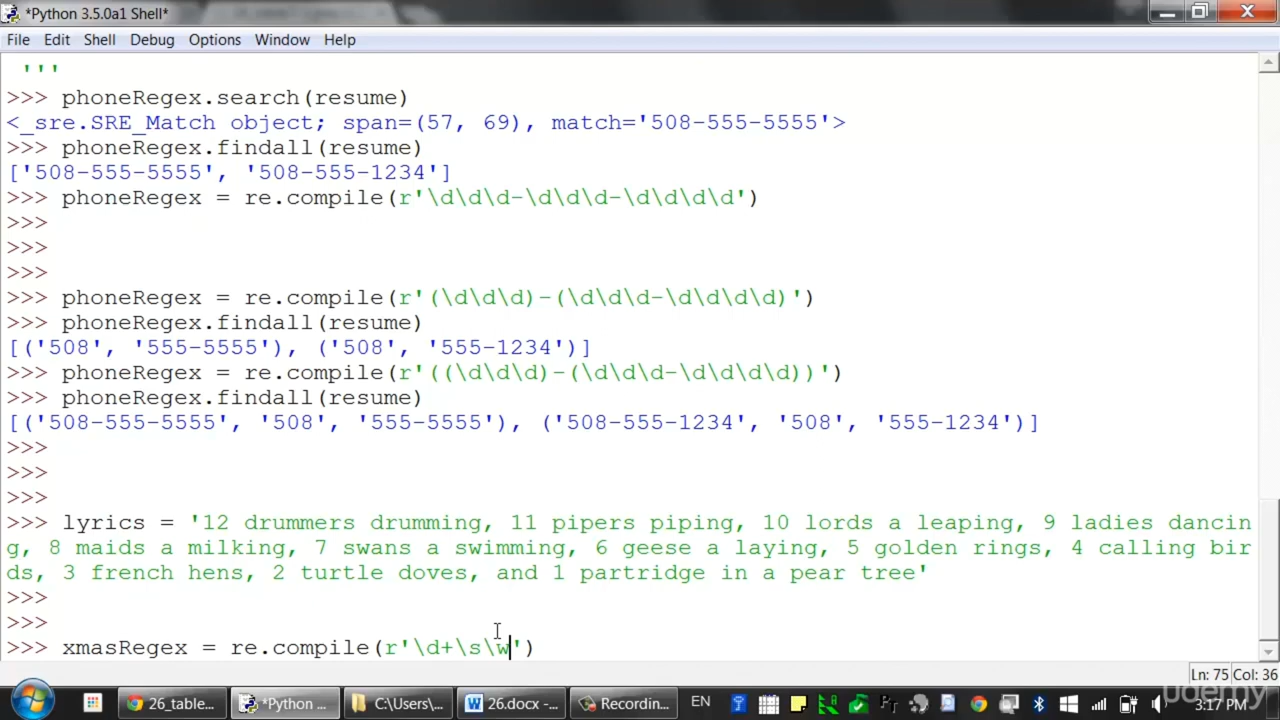 *Python 3.5.0a1 Shell*
File Edit Shell Debug Options Window Help
'''
>>> phoneRegex.search(resume)
<_sre.SRE_Match object; span=(57, 69), match='508-555-5555'>
>>> phoneRegex.findall(resume)
['508-555-5555', '508-555-1234']
>>> phoneRegex = re.compile(r'\d\d\d-\d\d\d-\d\d\d\d')
>>>
>>>
>>>
>>> phoneRegex = re.compile(r'(\d\d\d)-(\d\d\d-\d\d\d\d)')
>>> phoneRegex.findall(resume)
[('508', '555-5555'), ('508', '555-1234')]
>>> phoneRegex = re.compile(r'((\d\d\d)-(\d\d\d-\d\d\d\d))')
>>> phoneRegex.findall(resume)
[('508-555-5555', '508', '555-5555'), ('508-555-1234', '508', '555-1234')]
>>>
>>>
>>>
>>> lyrics = '12 drummers drumming, 11 pipers piping, 10 lords a leaping, 9 ladies dancin
g, 8 maids a milking, 7 swans a swimming, 6 geese a laying, 5 golden rings, 4 calling bir
ds, 3 french hens, 2 turtle doves, and 1 partridge in a pear tree'
>>>
>>>
>>> xmasRegex = re.compile(r'\d+\s\w')
Ln: 75 Col: 36
26_table... *Python ... C:\Users\... 26.docx -... Recordin... EN 3:17 PM
udemy